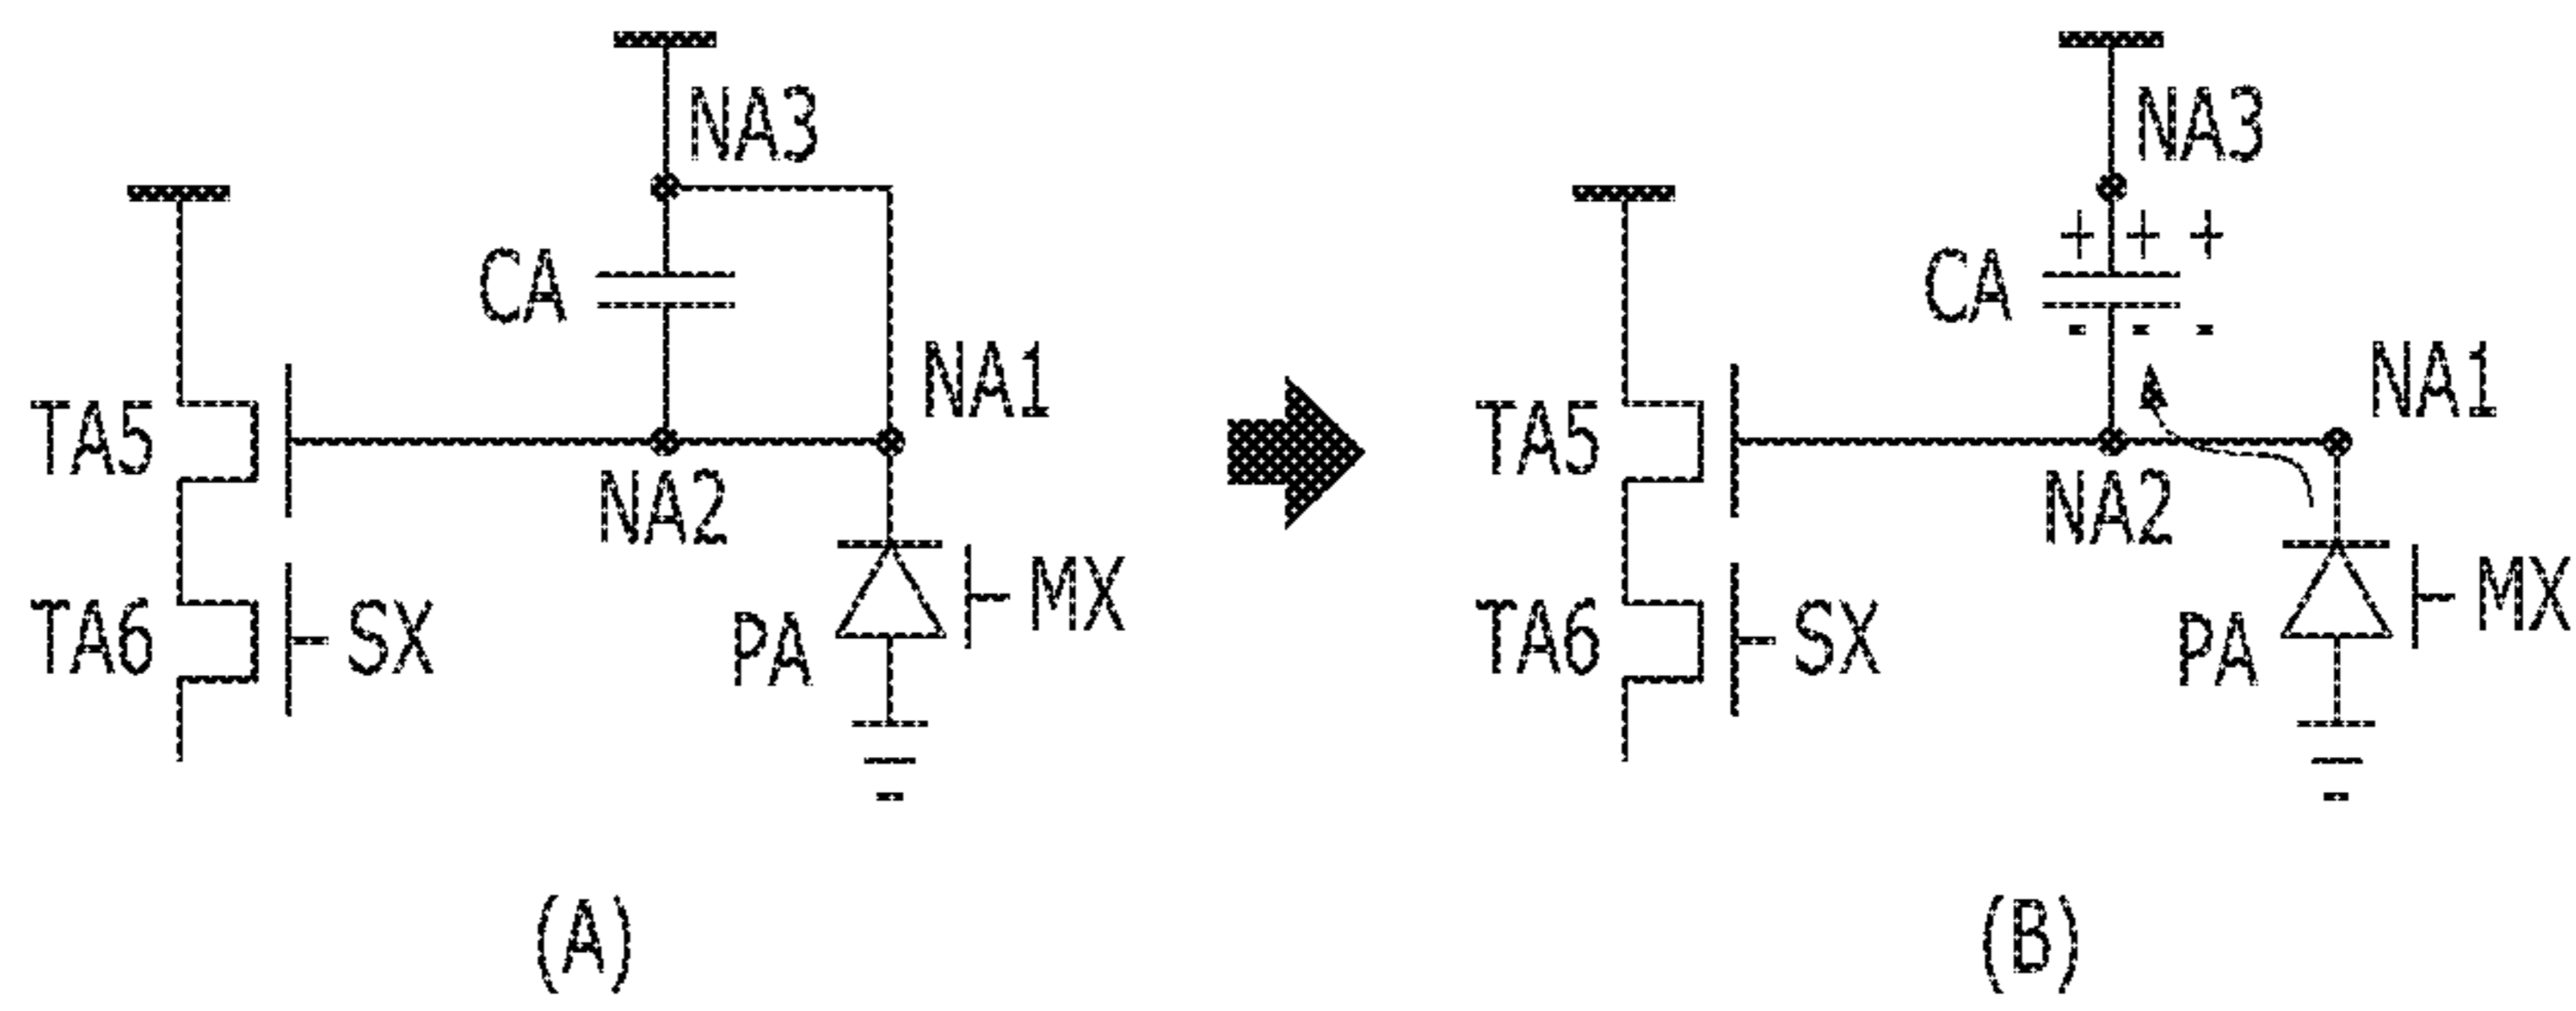 NA3
CA
NA1
TA5
NA2
MX
TA6
SX
PA
(A)
NA3
+ + +
CA
- - -
NA1
TA5
NA2
MX
TA6
SX
PA
(B)